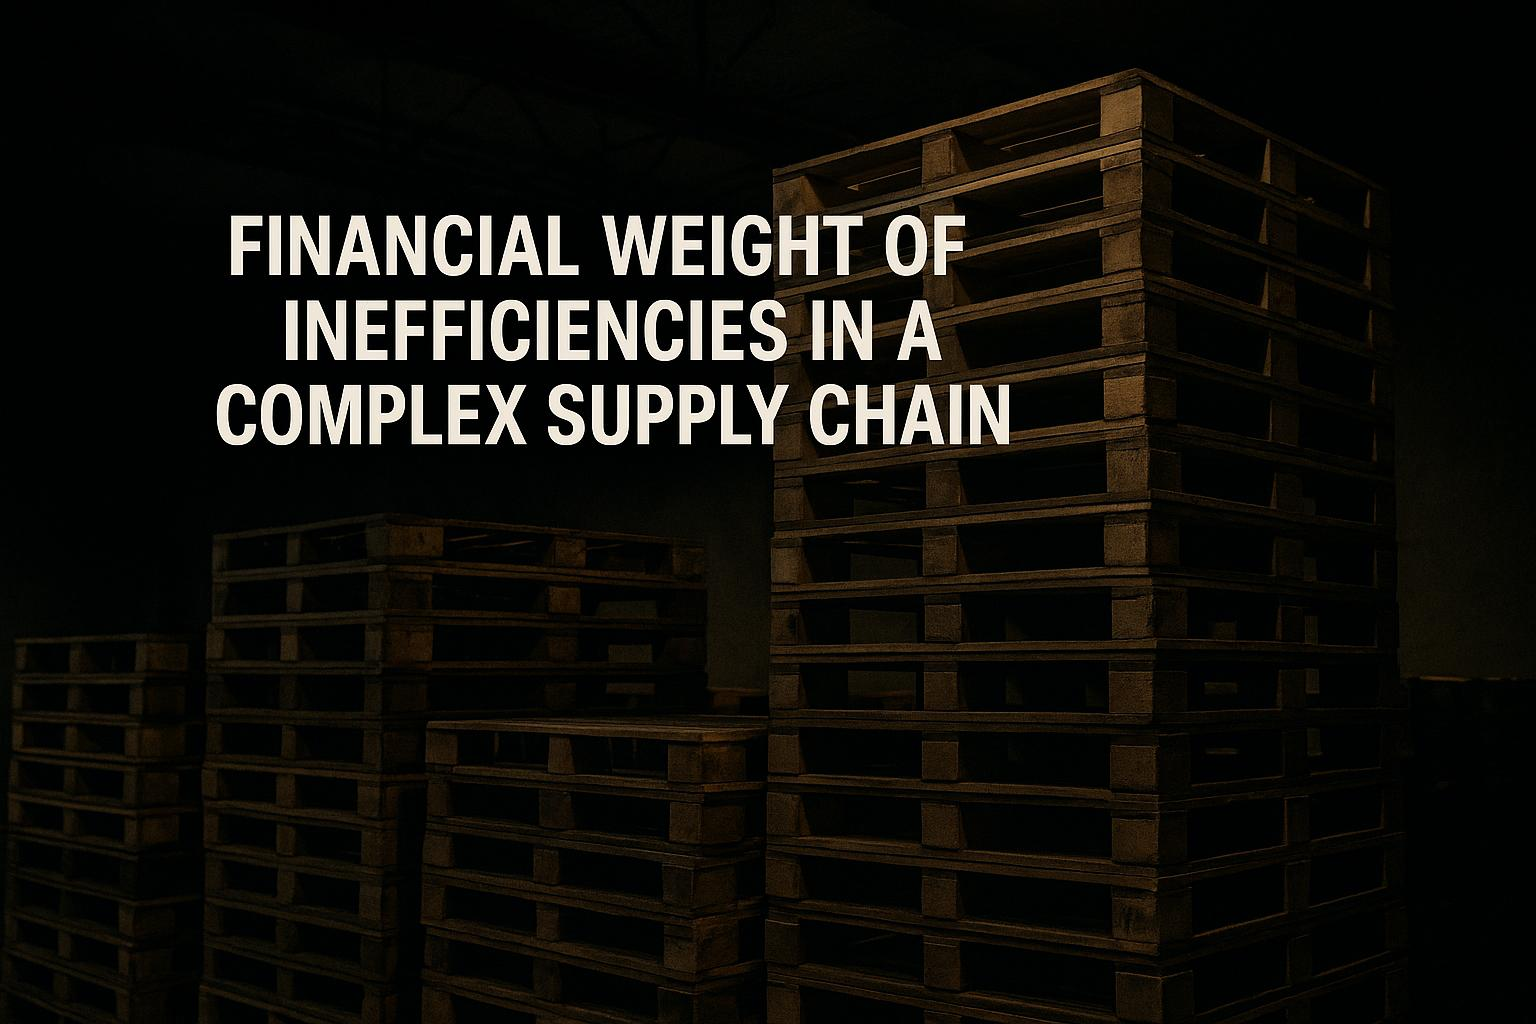 FINANCIAL WEIGHT OF
INEFFICIENCIES IN A
COMPLEX SUPPLY CHAIN